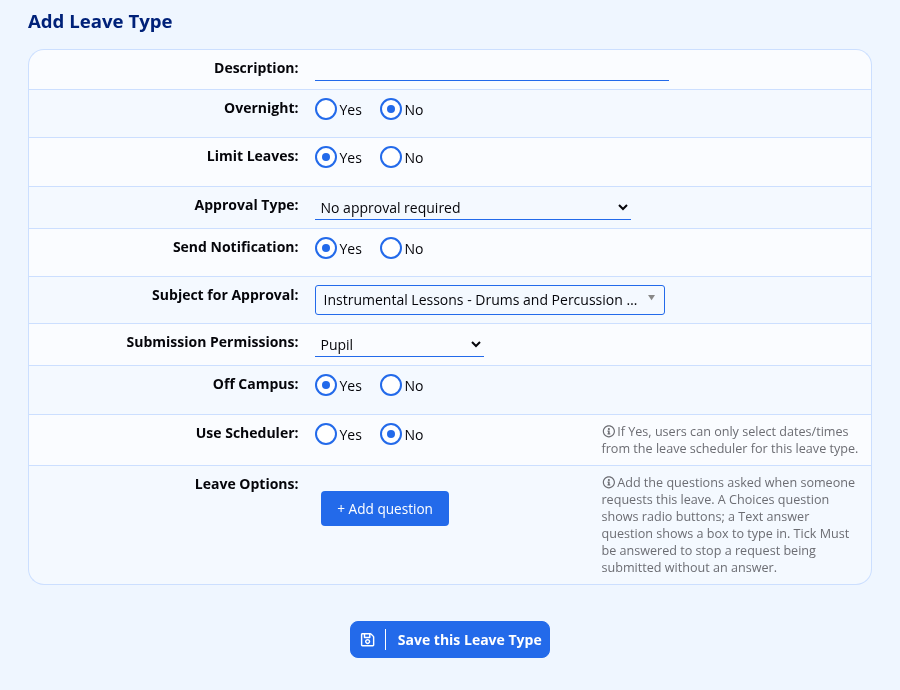 Add Leave Type
Description:
Overnight: Yes No
Limit Leaves: Yes No
Approval Type: No approval required
Send Notification: Yes No
Subject for Approval: Instrumental Lessons - Drums and Percussion ...
Submission Permissions: Pupil
Off Campus: Yes No
Use Scheduler: Yes No
If Yes, users can only select dates/times
from the leave scheduler for this leave type.
Leave Options:
+ Add question
Add the questions asked when someone
requests this leave. A Choices question
shows radio buttons; a Text answer
question shows a box to type in. Tick Must
be answered to stop a request being
submitted without an answer.
Save this Leave Type